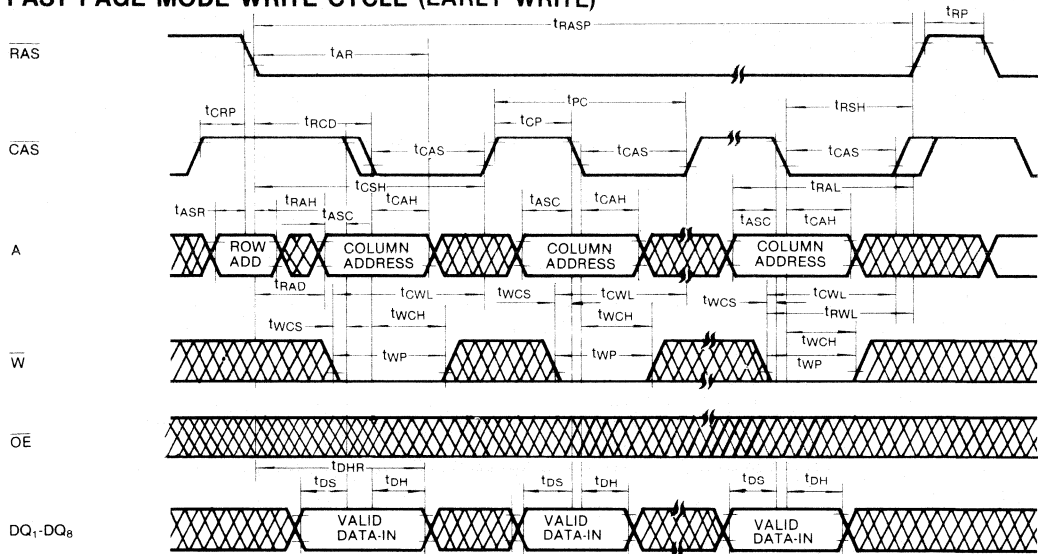 FAST PAGE MODE WRITE CYCLE (EARLY WRITE)
tRASP
tRP
RAS
tAR
tCRP
tRCD
tPC
tCP
tRSH
CAS
tCAS
tCAS
tCAS
tCSH
tRAL
tASR
tRAH
tASC
tCAH
tASC
tCAH
tASC
tCAH
A
ROW ADD
COLUMN ADDRESS
COLUMN ADDRESS
COLUMN ADDRESS
tRAD
tCWL
tWCS
tCWL
tWCS
tCWL
tRWL
tWCS
tWCH
tWCH
tWCH
W
tWP
tWP
tWP
OE
tDHR
tDS
tDH
tDS
tDH
tDS
tDH
DQ1-DQ8
VALID DATA-IN
VALID DATA-IN
VALID DATA-IN